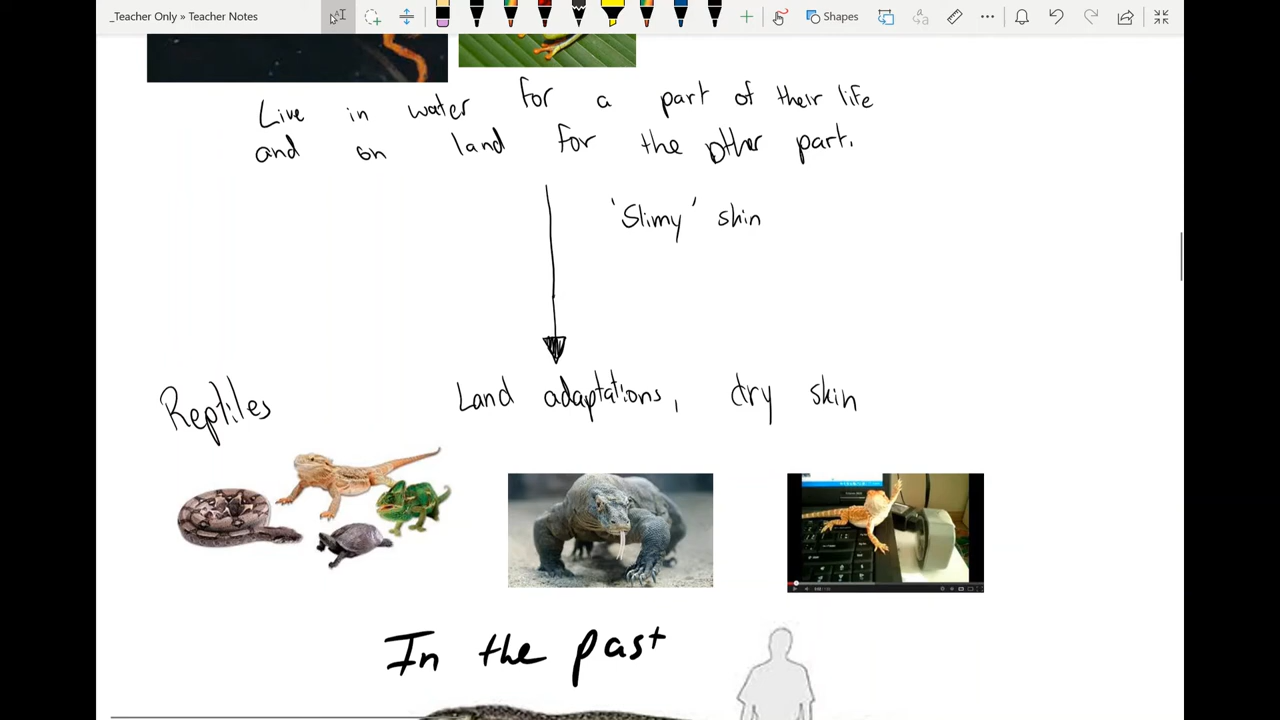 _Teacher Only » Teacher Notes
Shapes
Live in water for a part of their life
and on land for the other part.
'Slimy' skin
Reptiles
Land adaptations, dry skin
In the past